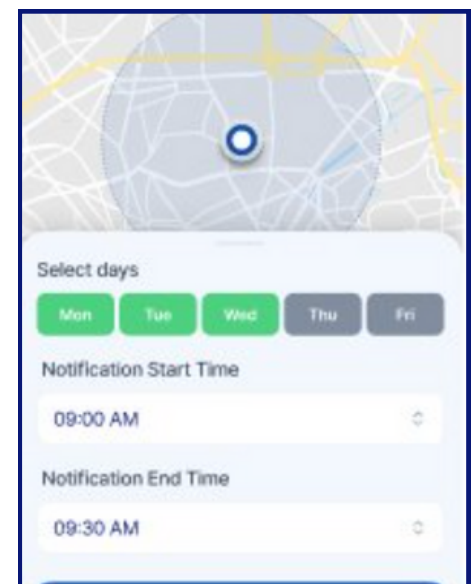 Select days
Mon Tue Wed Thu Fri
Notification Start Time
09:00 AM
Notification End Time
09:30 AM